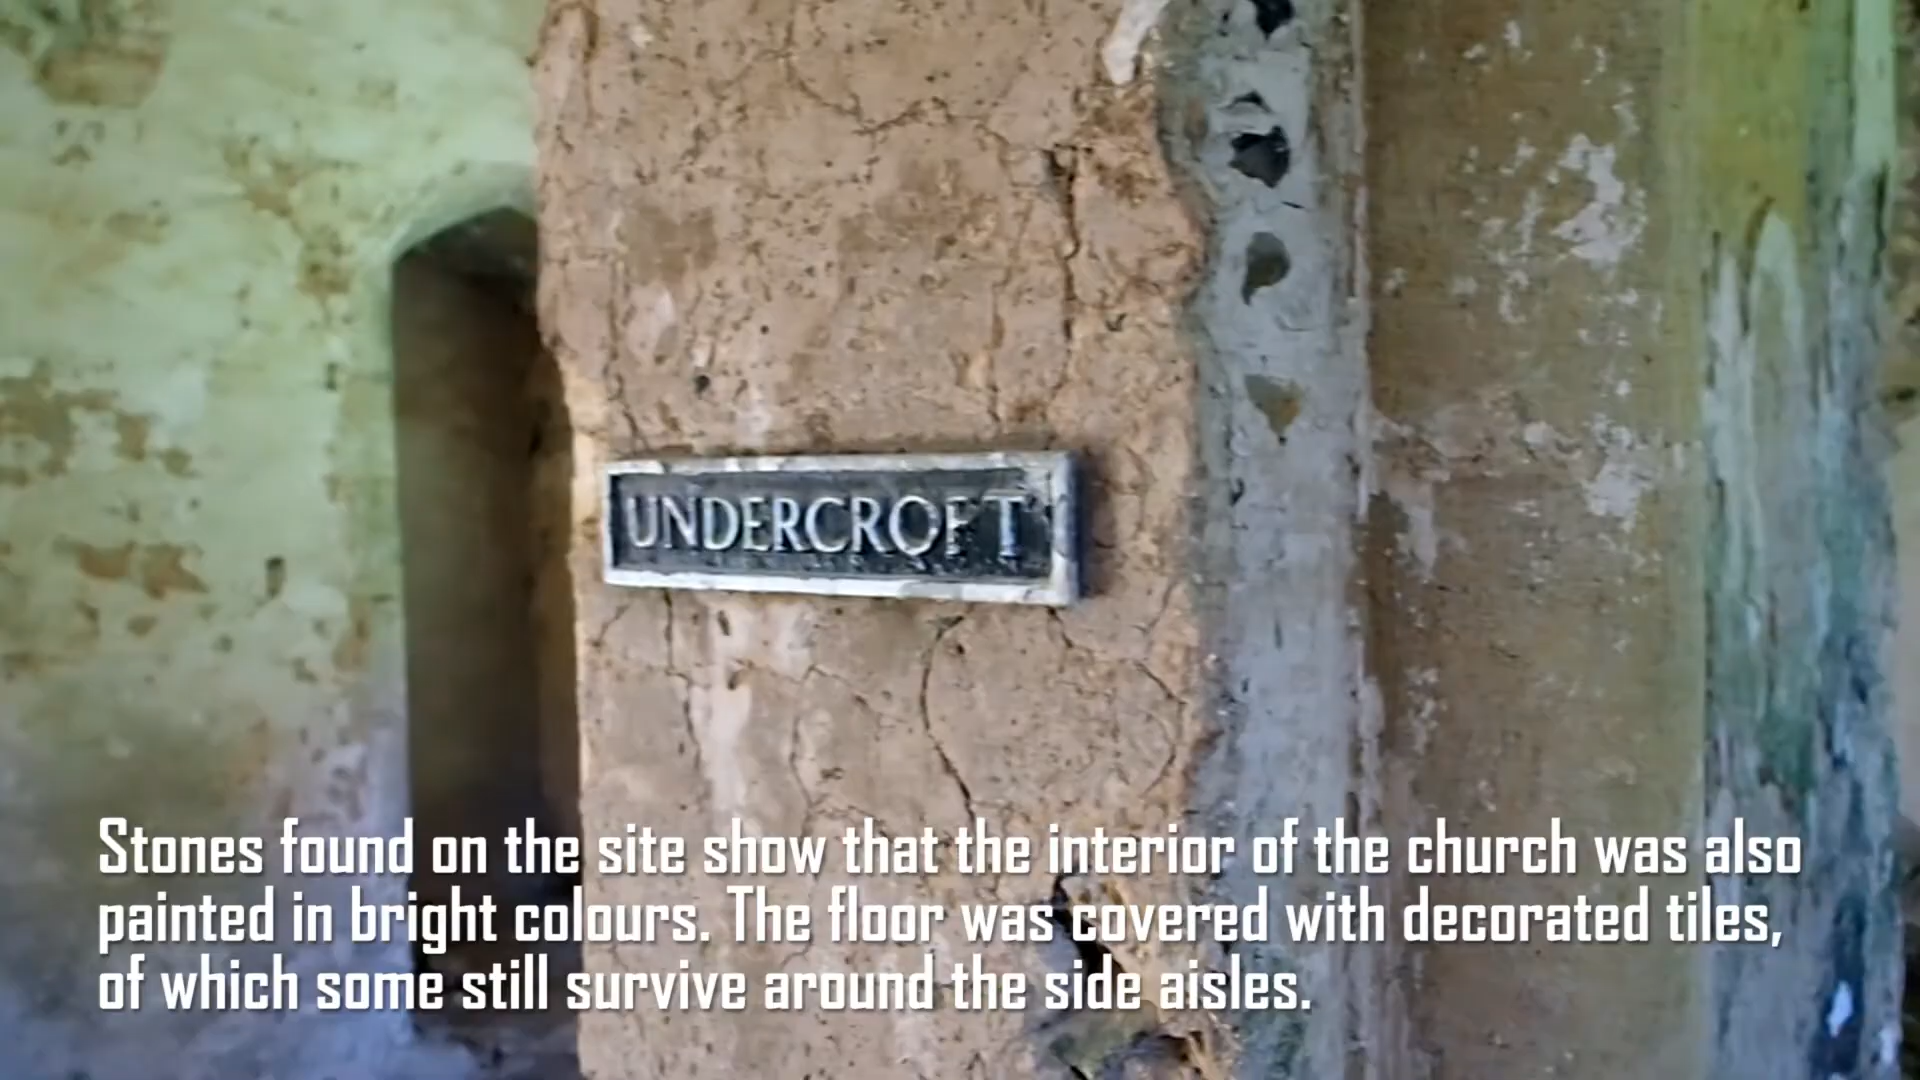 UNDERCROFT
Stones found on the site show that the interior of the church was also
painted in bright colours. The floor was covered with decorated tiles,
of which some still survive around the side aisles.